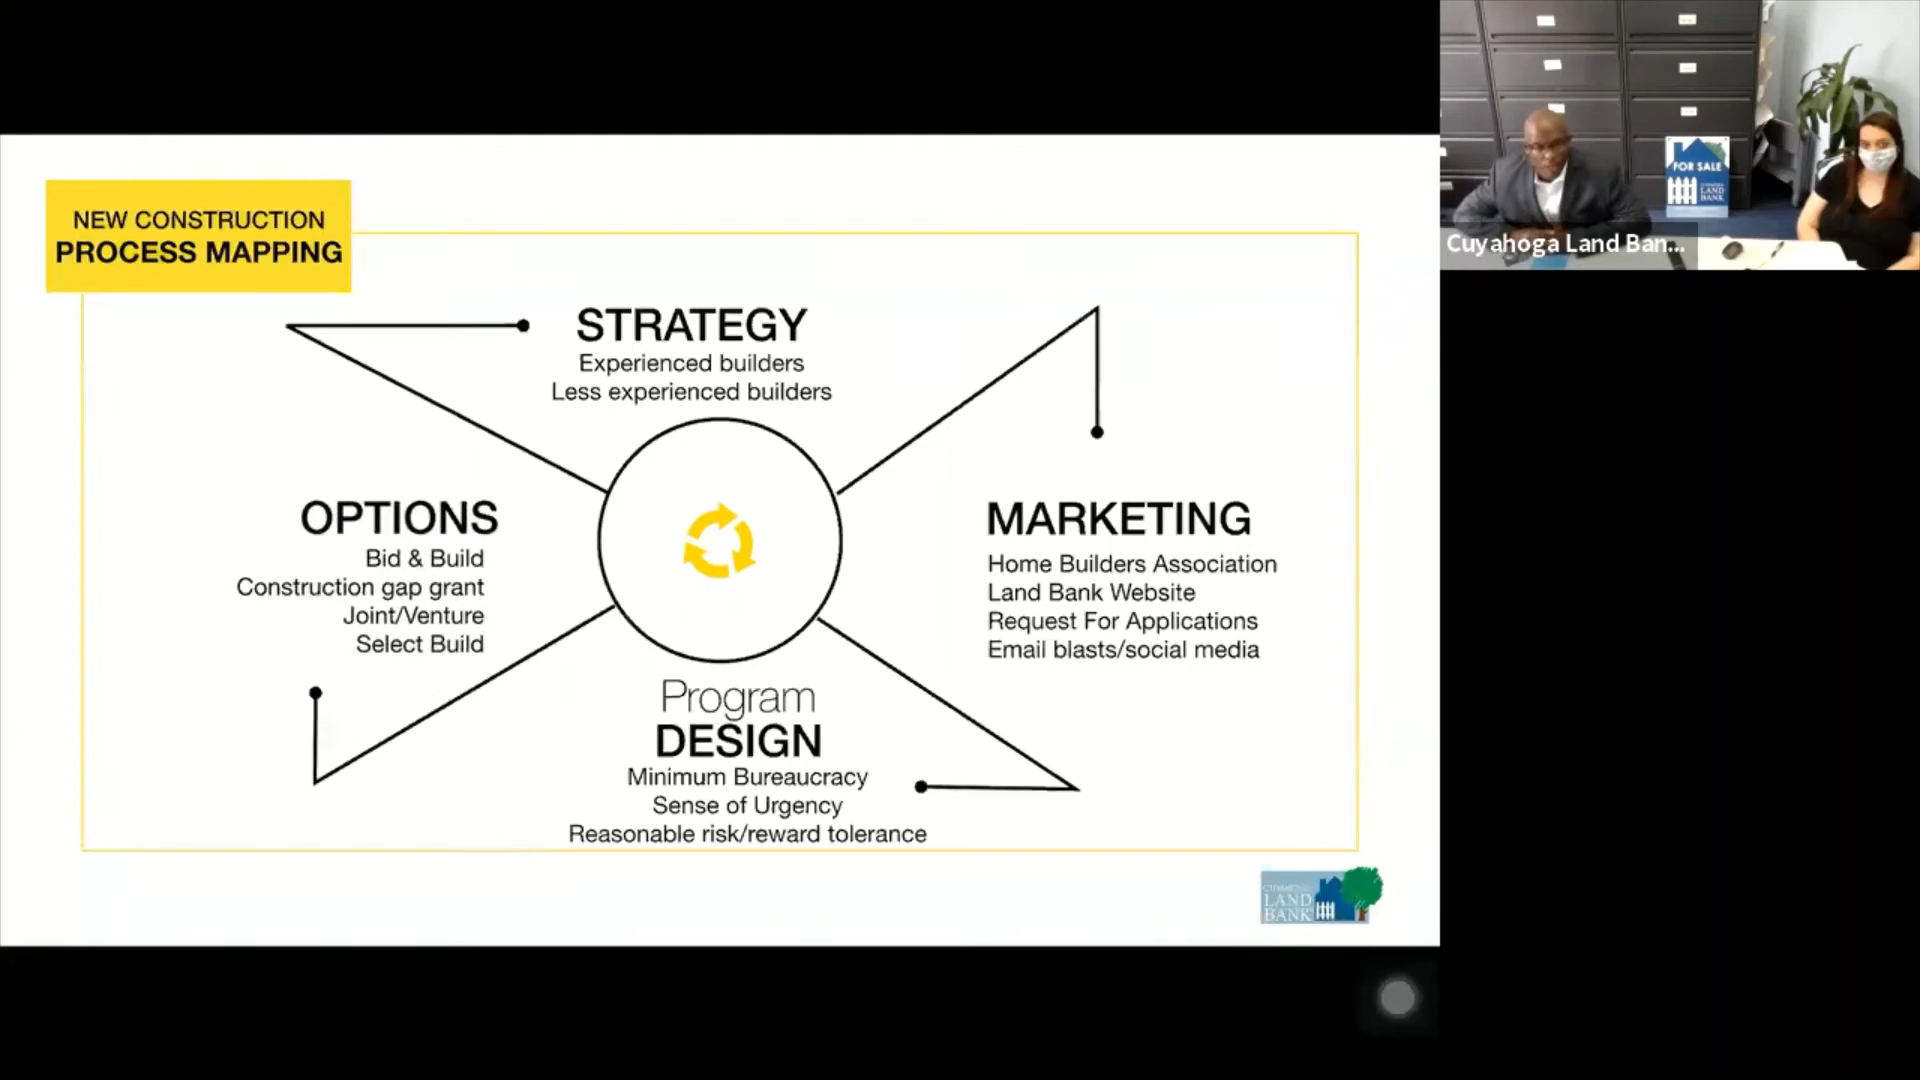 NEW CONSTRUCTION
PROCESS MAPPING
STRATEGY
Experienced builders
Less experienced builders
OPTIONS
Bid & Build
Construction gap grant
Joint/Venture
Select Build
MARKETING
Home Builders Association
Land Bank Website
Request For Applications
Email blasts/social media
Program
DESIGN
Minimum Bureaucracy
Sense of Urgency
Reasonable risk/reward tolerance
CUYAHOGA
LAND
BANK
FOR SALE
LAND
BANK
Cuyahoga Land Ban...